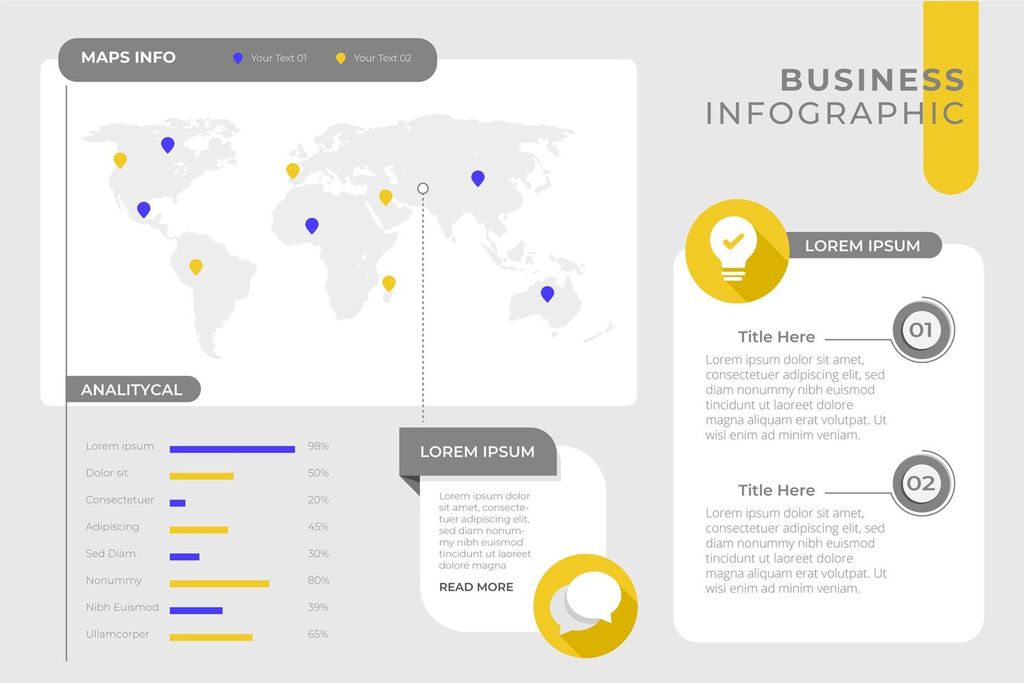 MAPS INFO
Your Text 01
Your Text 02
BUSINESS
INFOGRAPHIC
ANALITYCAL
Lorem ipsum 98%
Dolor sit 50%
Consectetuer 20%
Adipiscing 45%
Sed Diam 30%
Nonummy 80%
Nibh Euismod 39%
Ullamcorper 65%
LOREM IPSUM
Lorem ipsum dolor
sit amet, consecte-
tuer adipiscing elit,
sed diam nonum-
my nibh euismod
tincidunt ut laoreet
dolore magna
READ MORE
LOREM IPSUM
Title Here
01
Lorem ipsum dolor sit amet,
consectetuer adipiscing elit, sed
diam nonummy nibh euismod
tincidunt ut laoreet dolore
magna aliquam erat volutpat. Ut
wisi enim ad minim veniam.
Title Here
02
Lorem ipsum dolor sit amet,
consectetuer adipiscing elit, sed
diam nonummy nibh euismod
tincidunt ut laoreet dolore
magna aliquam erat volutpat. Ut
wisi enim ad minim veniam.